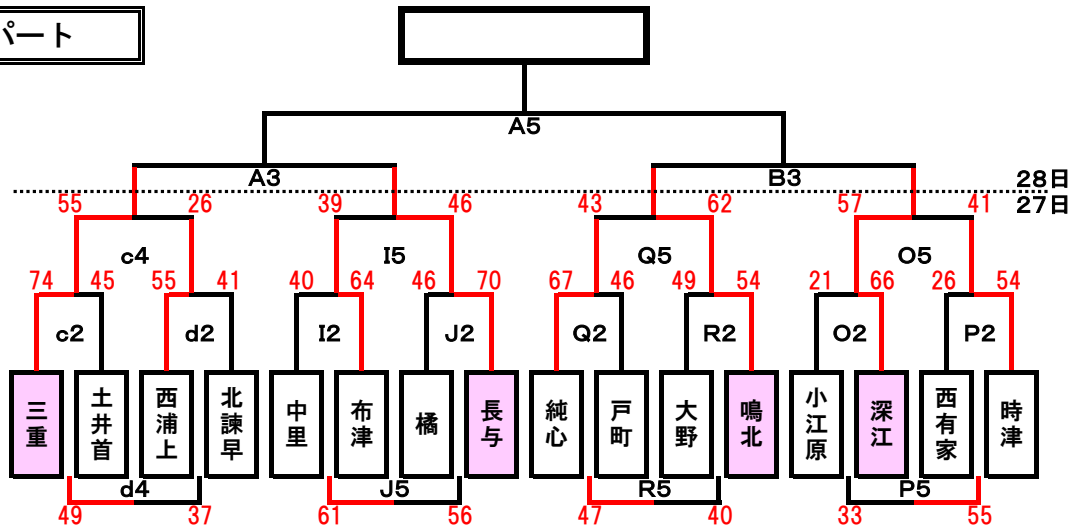 パート
A5
A3 B3
28日
27日
55 26 39 46 43 62 57 41
c4 I5 Q5 O5
74 45 55 41 40 64 46 70 67 46 49 54 21 66 26 54
c2 d2 I2 J2 Q2 R2 O2 P2
三重 土井首 西浦上 北諫早 中里 布津 橘 長与 純心 戸町 大野 鳴北 小江原 深江 西有家 時津
d4 J5 R5 P5
49 37 61 56 47 40 33 55